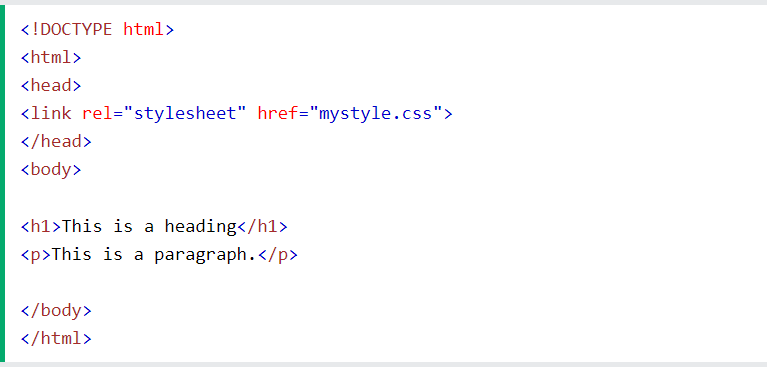 <!DOCTYPE html>
<html>
<head>
<link rel="stylesheet" href="mystyle.css">
</head>
<body>
<h1>This is a heading</h1>
<p>This is a paragraph.</p>
</body>
</html>